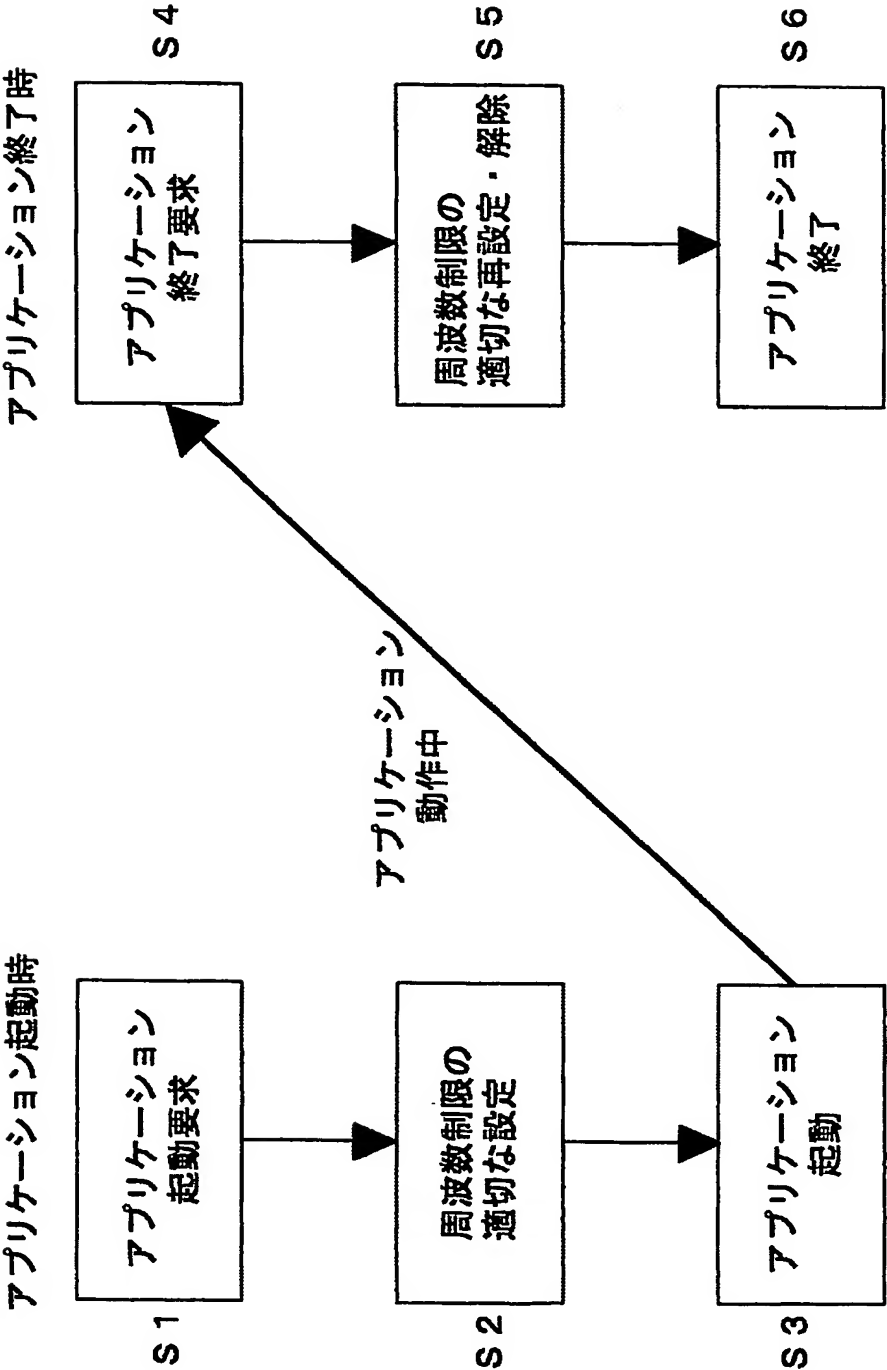 アプリケーション起動時
S1
アプリケーション
起動要求
S2
周波数制限の
適切な設定
S3
アプリケーション
起動
アプリケーション
動作中
アプリケーション終了時
アプリケーション
終了要求
S4
周波数制限の
適切な再設定・解除
S5
アプリケーション
終了
S6